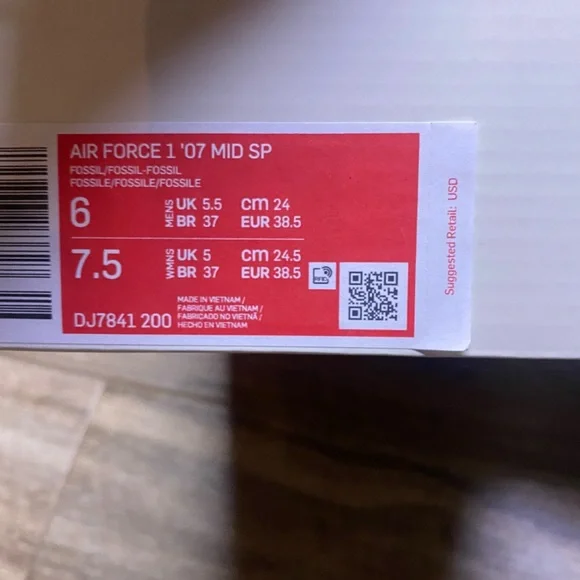 AIR FORCE 1 '07 MID SP
FOSSIL/FOSSIL-FOSSIL
FOSSILE/FOSSILE/FOSSILE
6 MENS UK 5.5 cm 24
BR 37 EUR 38.5
7.5 WMNS UK 5 cm 24.5
BR 37 EUR 38.5
DJ7841 200
MADE IN VIETNAM /
FABRIQUE AU VIETNAM /
FABRICADO NO VIETNÃ /
HECHO EN VIETNAM
RFID
Suggested Retail: USD